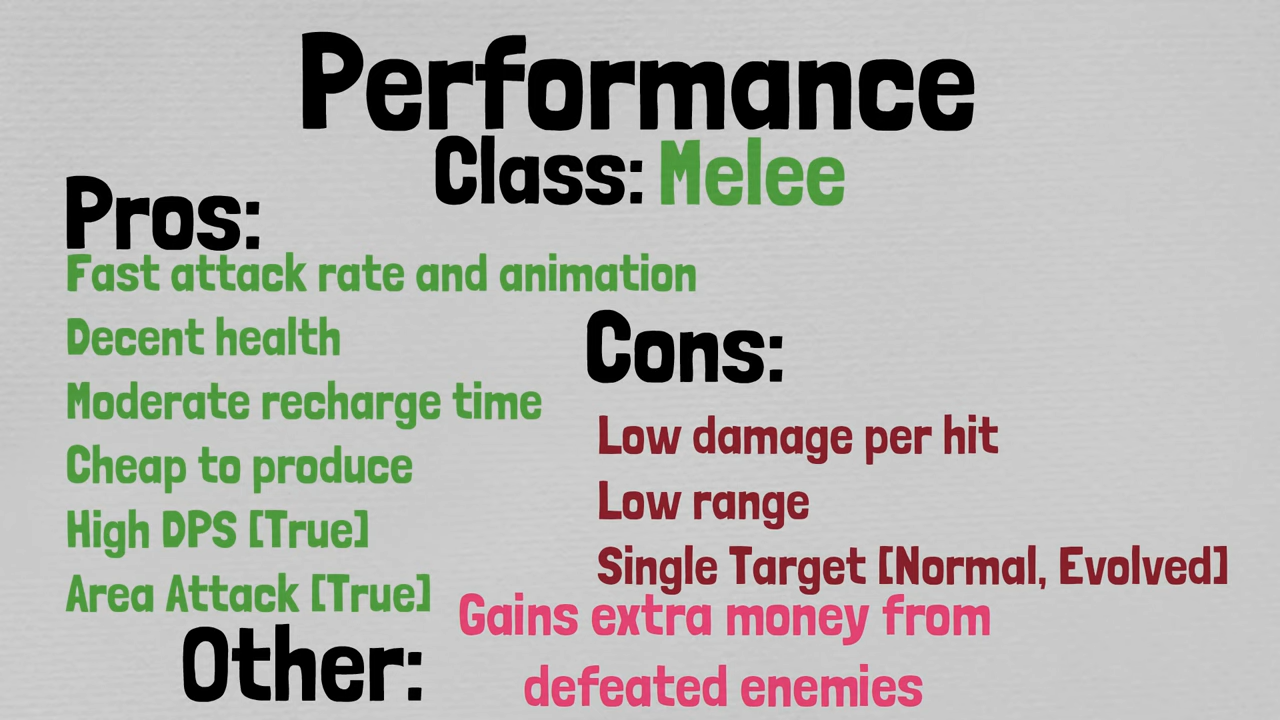 Performance
Class: Melee
Pros:
Fast attack rate and animation
Decent health
Moderate recharge time
Cheap to produce
High DPS [True]
Area Attack [True]
Cons:
Low damage per hit
Low range
Single Target [Normal, Evolved]
Other:
Gains extra money from
defeated enemies